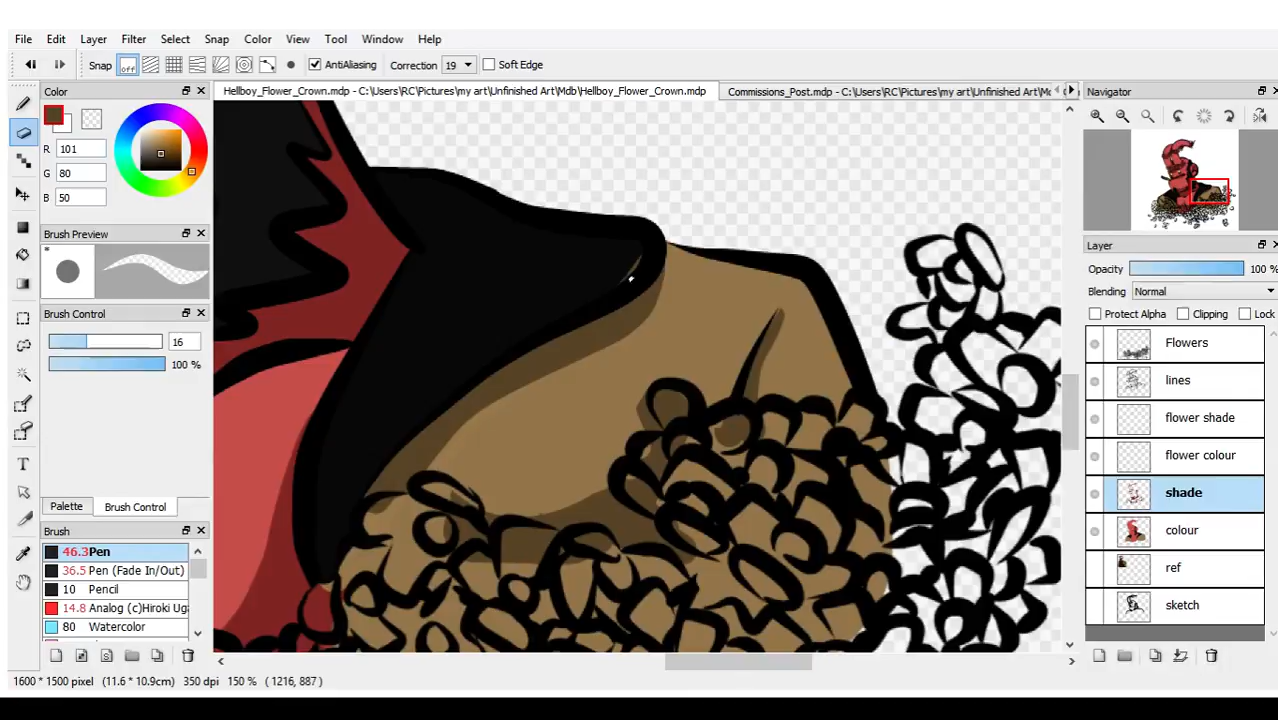 File Edit Layer Filter Select Snap Color View Tool Window Help
Snap off AntiAliasing Correction 19 Soft Edge
Color
Hellboy_Flower_Crown.mdp - C:\Users\RC\Pictures\my art\Unfinished Art\Mdb\Hellboy_Flower_Crown.mdp
Commissions_Post.mdp - C:\Users\RC\Pictures\my art\Unfinished Art\Md
Navigator
R 101
G 80
B 50
Brush Preview
*
Brush Control
16
100 %
Palette Brush Control
Brush
46.3 Pen
36.5 Pen (Fade In/Out)
10 Pencil
14.8 Analog (c)Hiroki Ug
80 Watercolor
Layer
Opacity 100 %
Blending Normal
Protect Alpha Clipping Lock
Flowers
lines
flower shade
flower colour
shade
colour
ref
sketch
1600 * 1500 pixel (11.6 * 10.9cm) 350 dpi 150 % ( 1216, 887 )